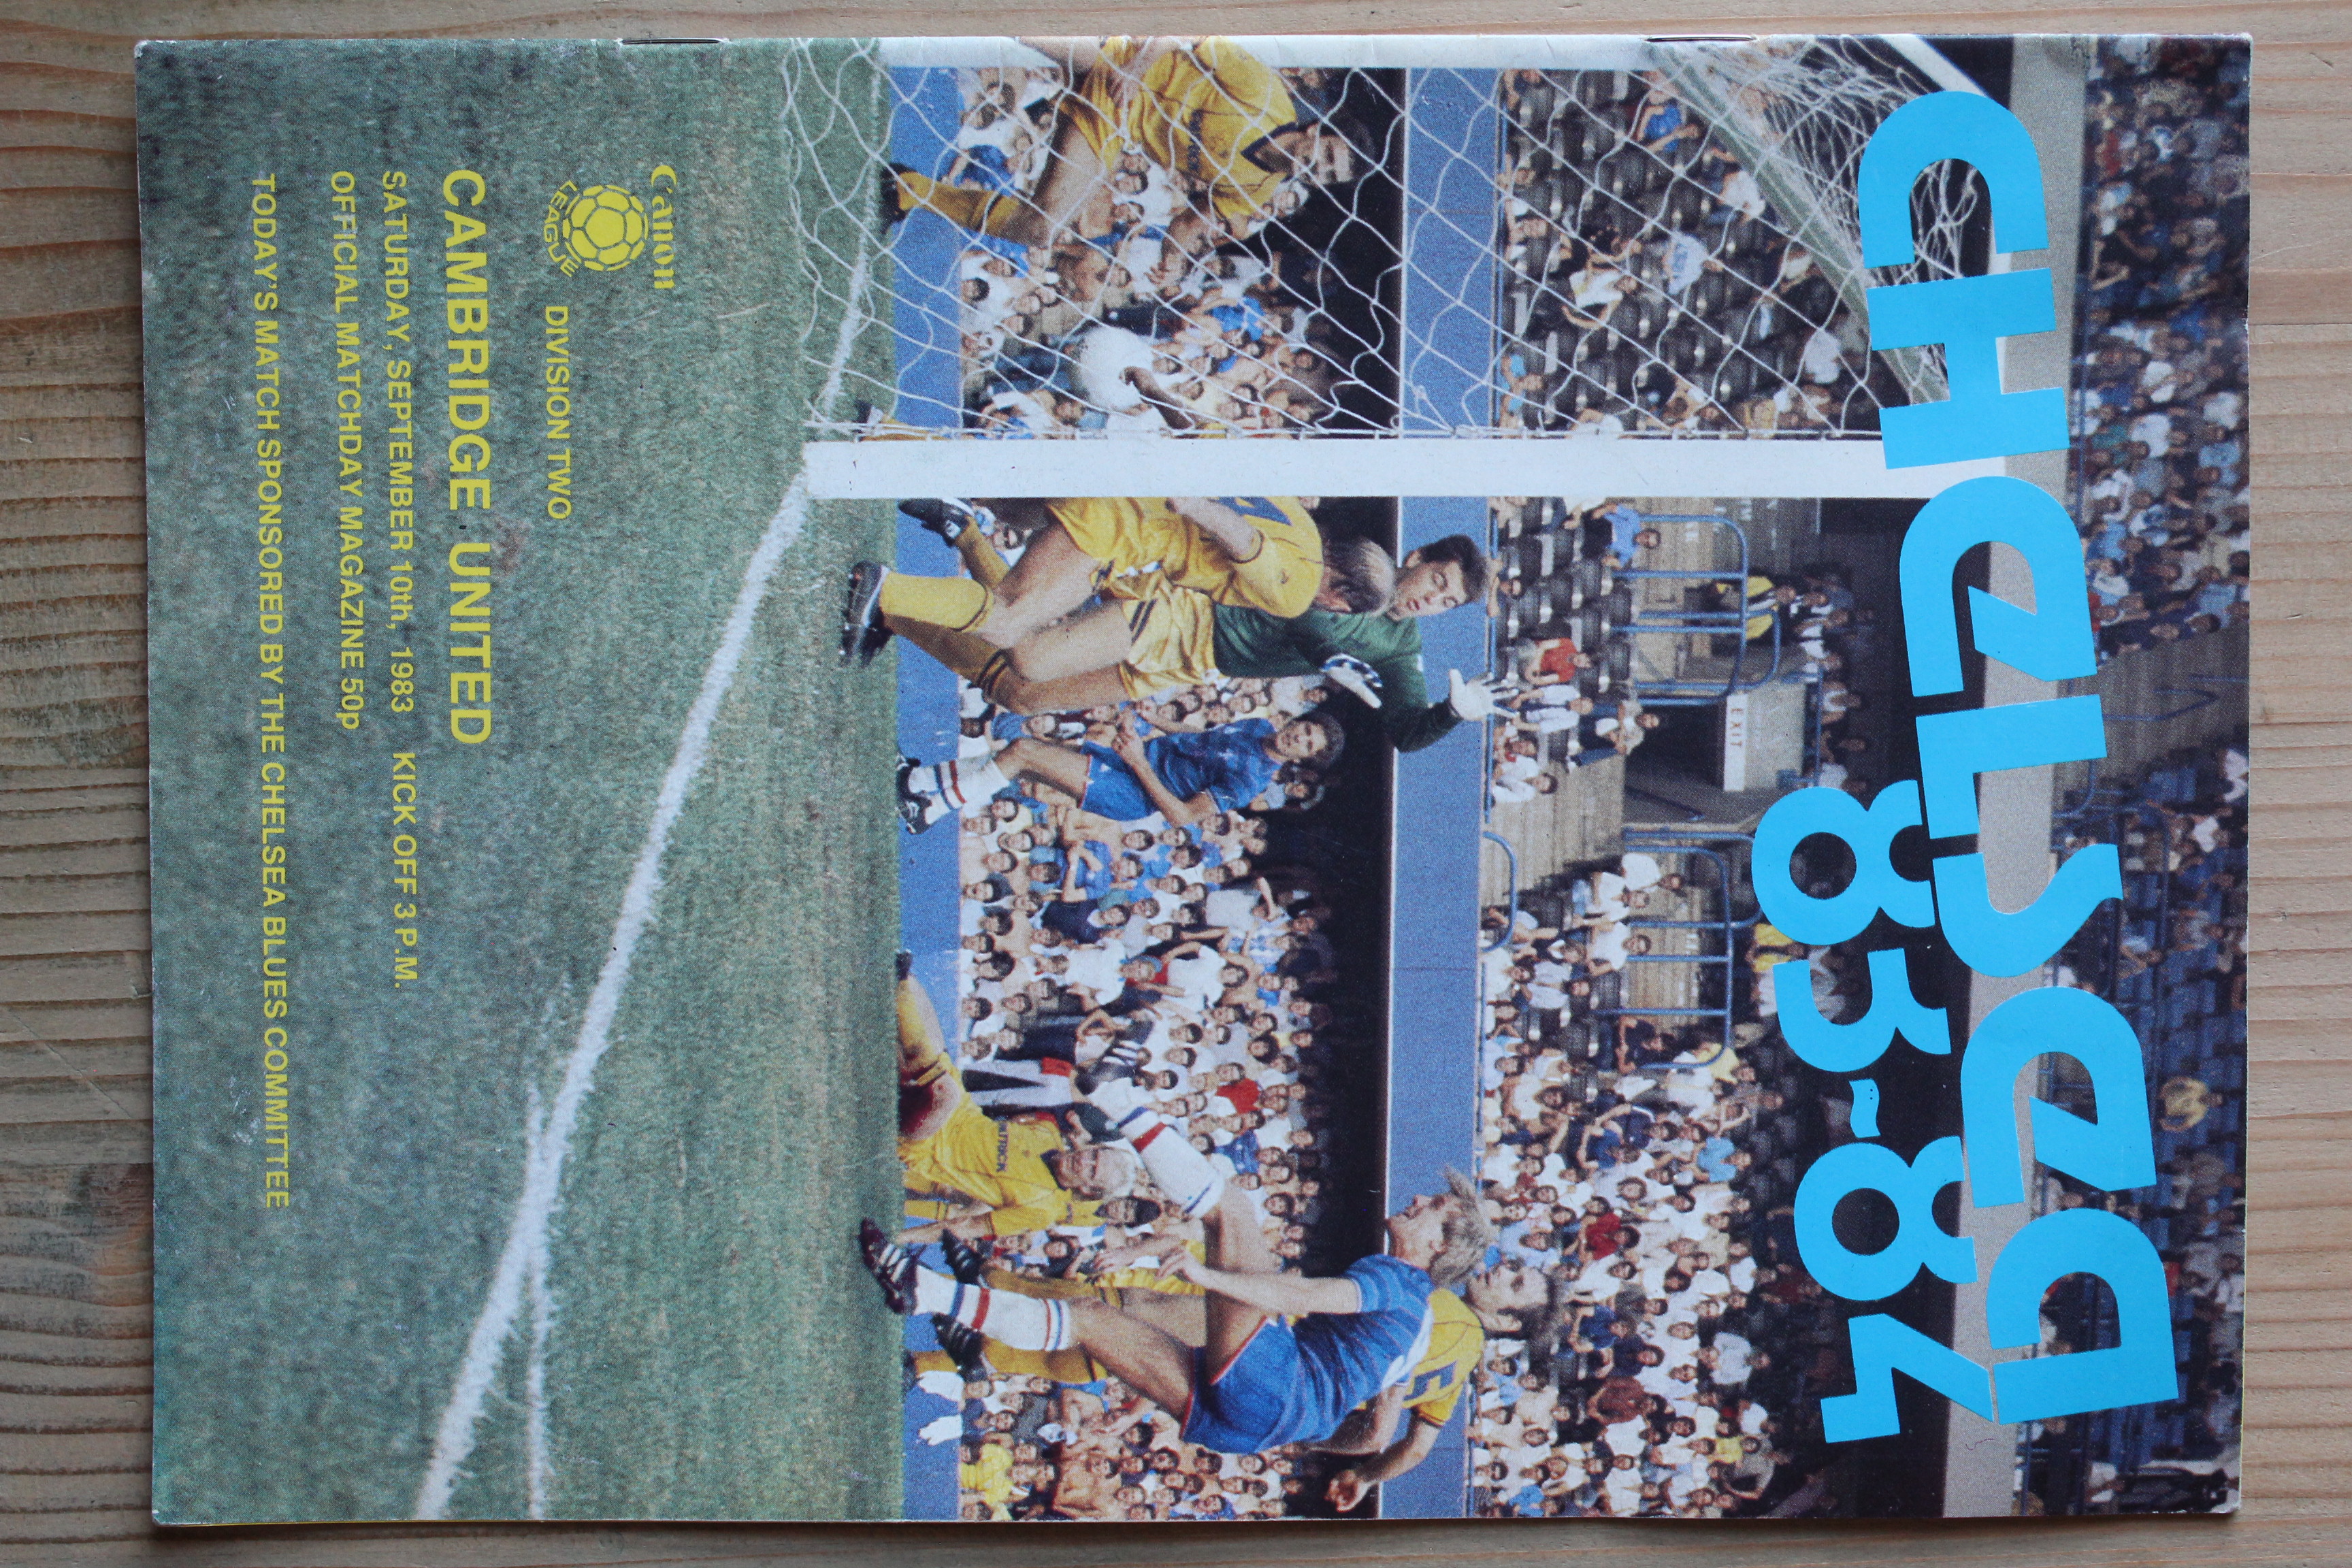 CHelsea
83-84
EXIT
Canon
LEAGUE
DIVISION TWO
CAMBRIDGE UNITED
SATURDAY, SEPTEMBER 10th, 1983 KICK OFF 3 P.M.
OFFICIAL MATCHDAY MAGAZINE 50p
TODAY'S MATCH SPONSORED BY THE CHELSEA BLUES COMMITTEE